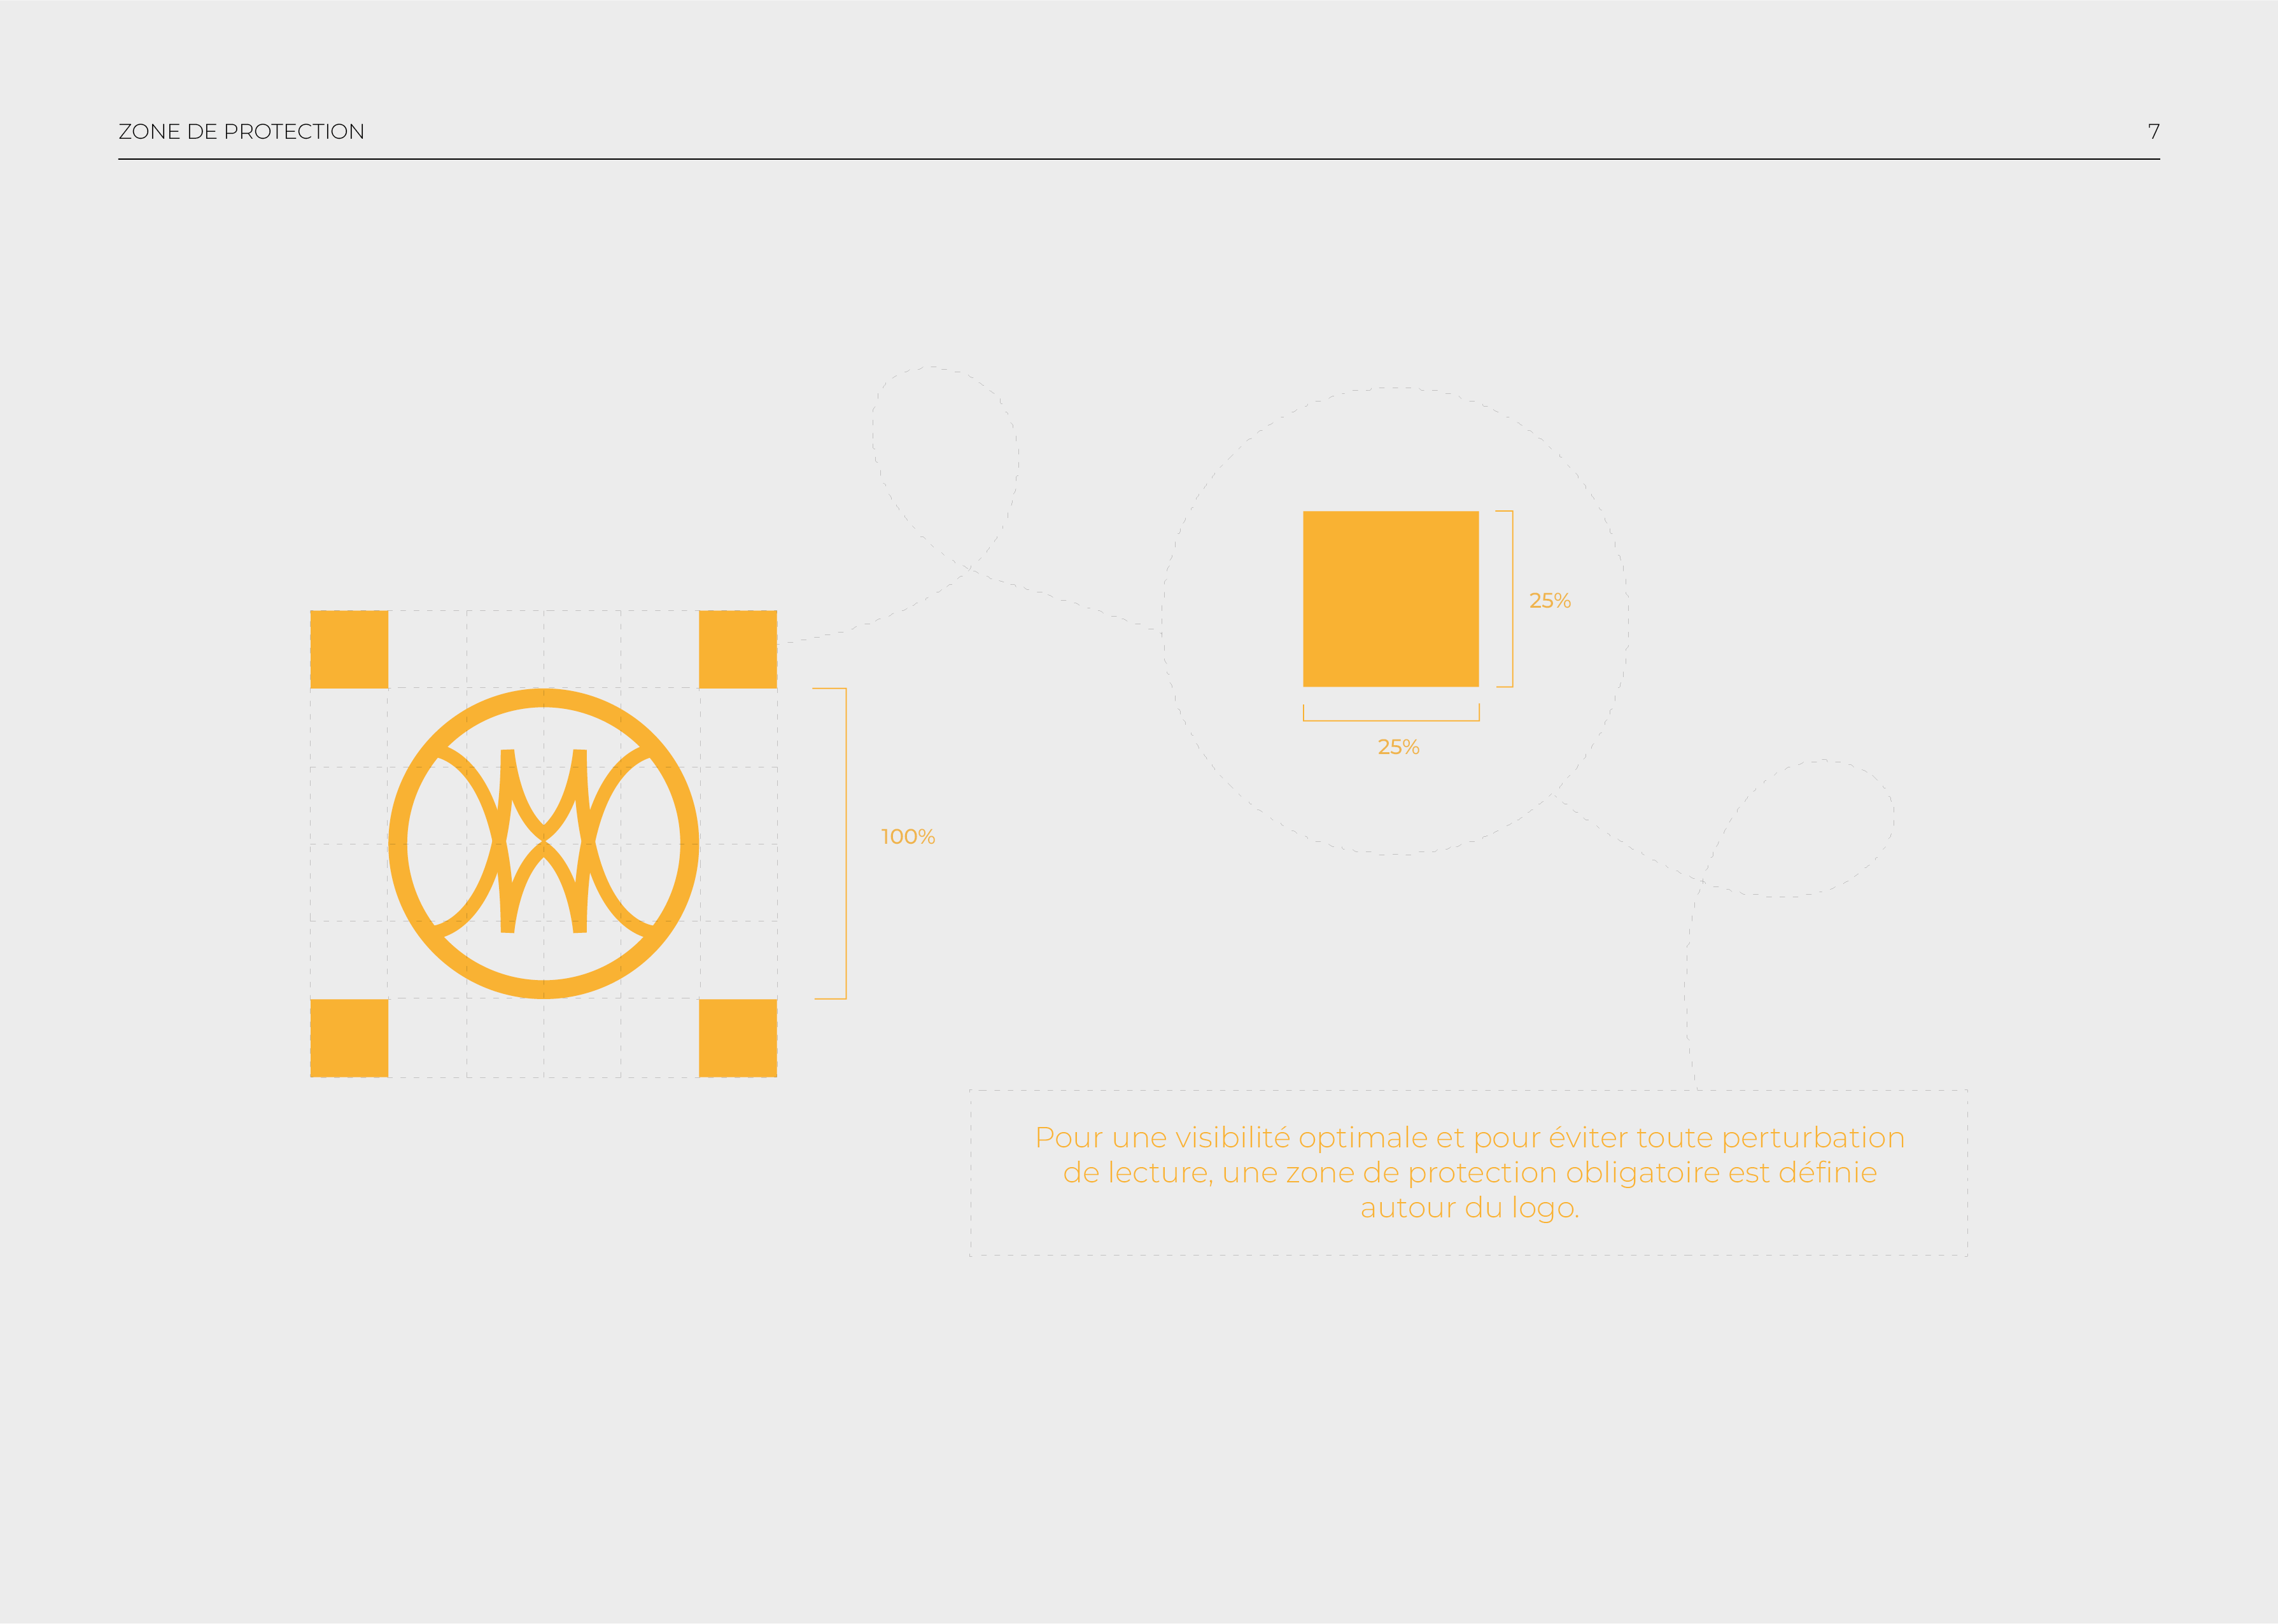 ZONE DE PROTECTION
7
25%
25%
100%
Pour une visibilité optimale et pour éviter toute perturbation
de lecture, une zone de protection obligatoire est définie
autour du logo.